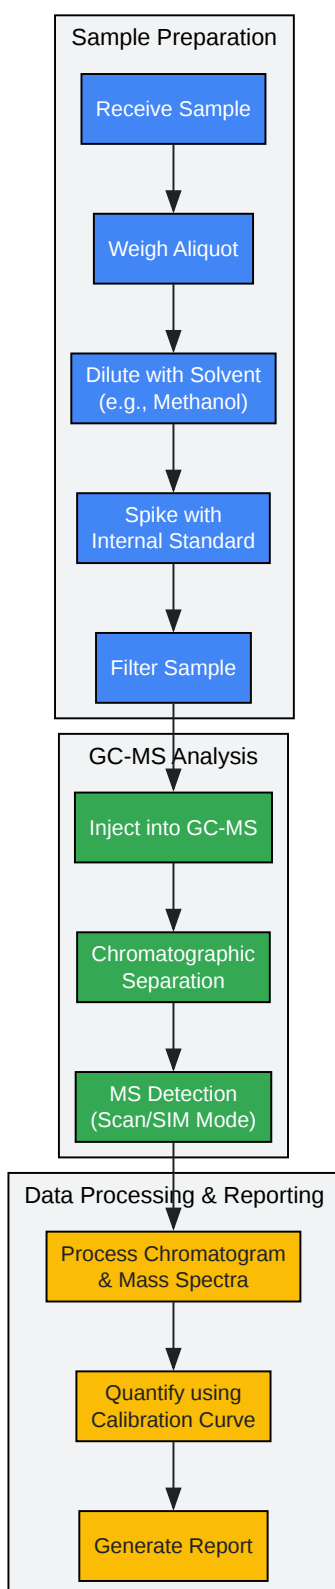 Sample Preparation
Receive Sample
Weigh Aliquot
Dilute with Solvent
(e.g., Methanol)
Spike with
Internal Standard
Filter Sample
GC-MS Analysis
Inject into GC-MS
Chromatographic
Separation
MS Detection
(Scan/SIM Mode)
Data Processing & Reporting
Process Chromatogram
& Mass Spectra
Quantify using
Calibration Curve
Generate Report